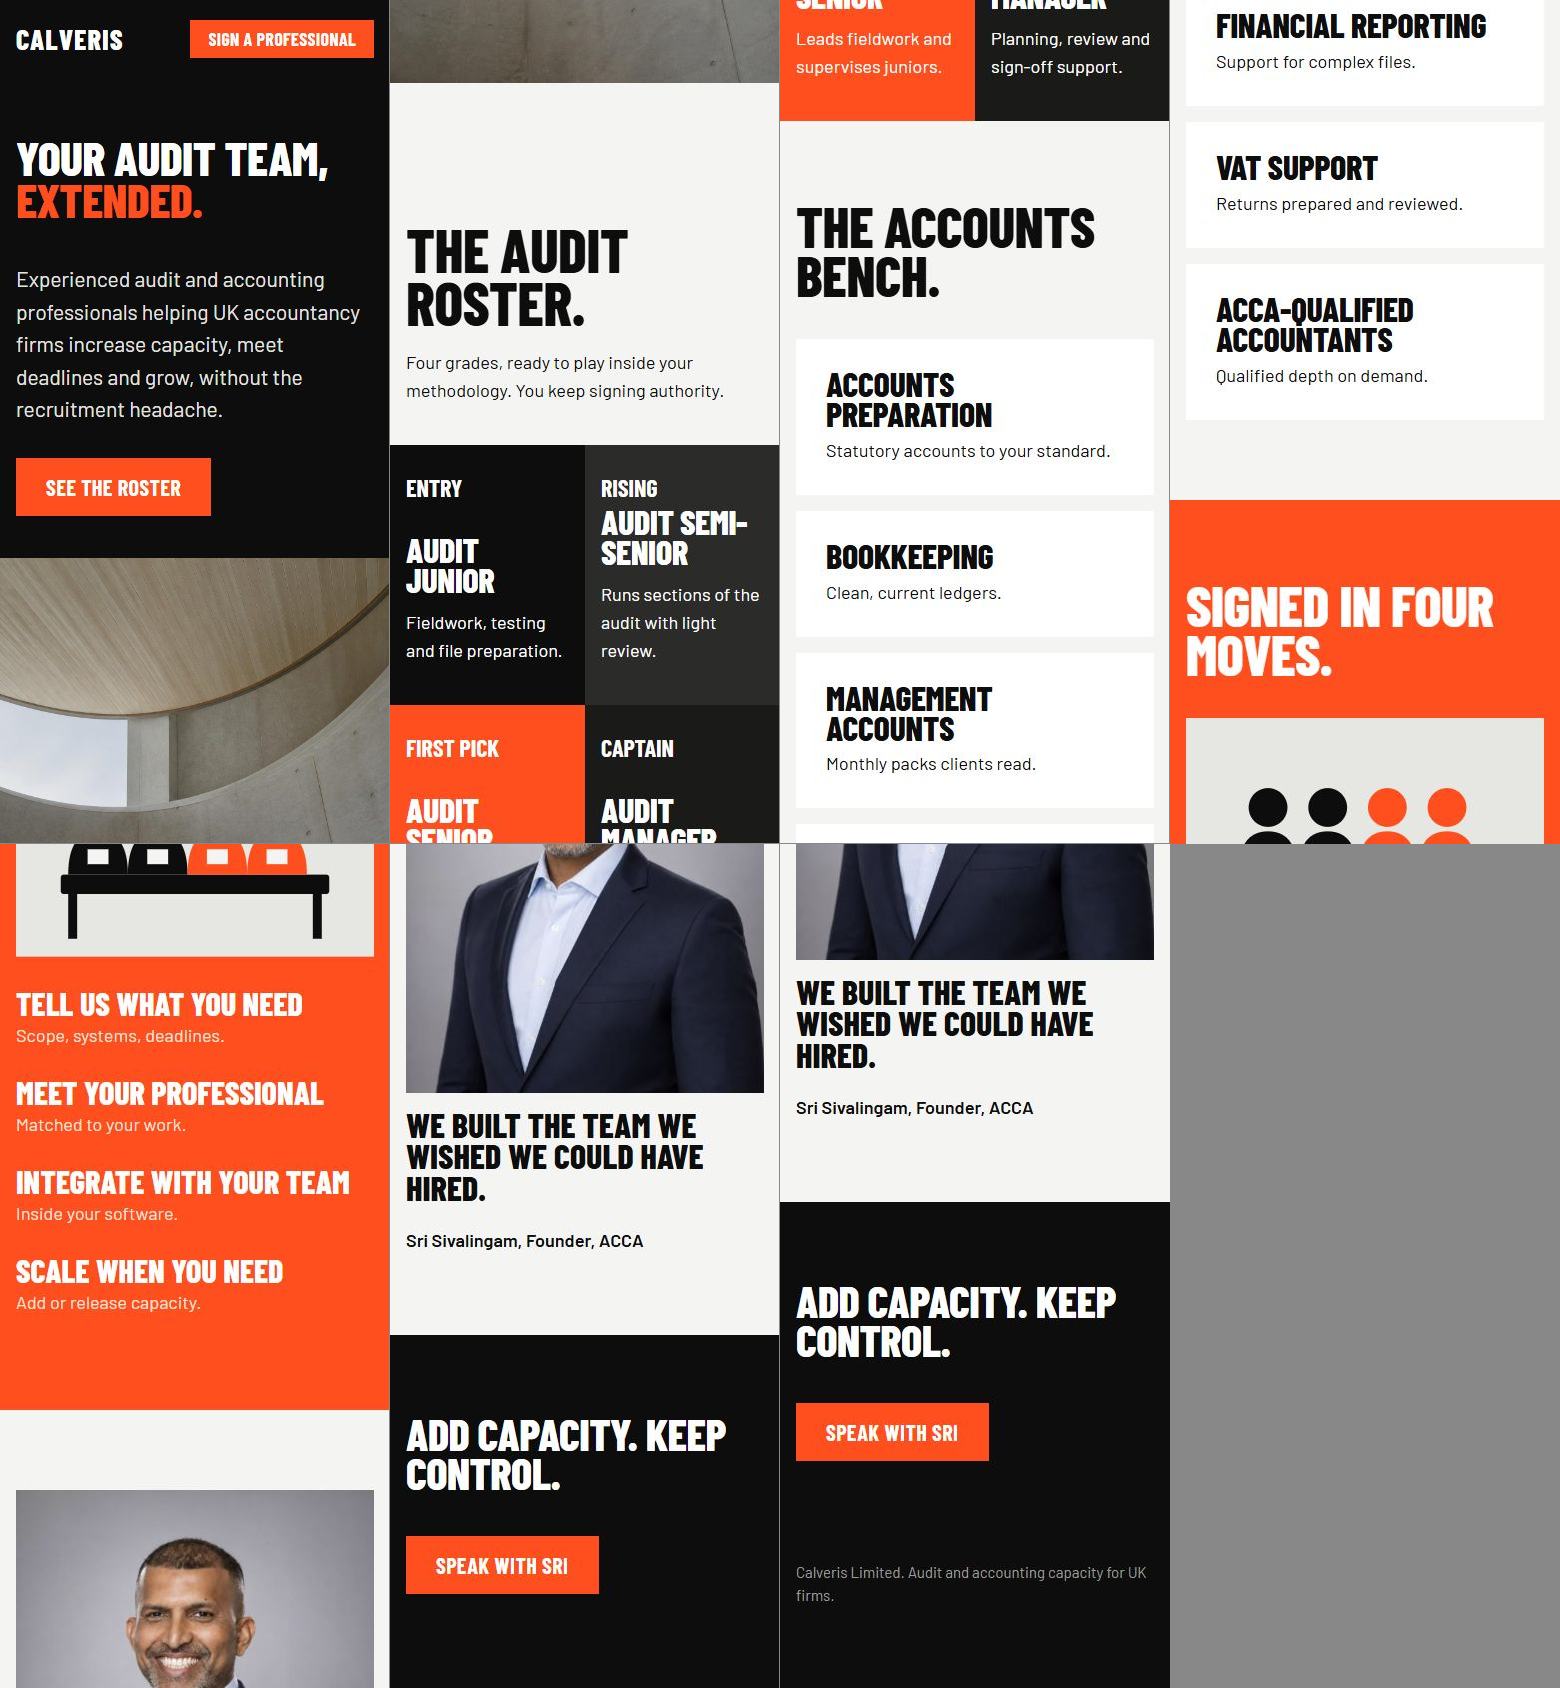 CALVERIS
SIGN A PROFESSIONAL
YOUR AUDIT TEAM,
EXTENDED.
Experienced audit and accounting
professionals helping UK accountancy
firms increase capacity, meet
deadlines and grow, without the
recruitment headache.
SEE THE ROSTER
THE AUDIT
ROSTER.
Four grades, ready to play inside your
methodology. You keep signing authority.
ENTRY
AUDIT
JUNIOR
Fieldwork, testing
and file preparation.
RISING
AUDIT SEMI-
SENIOR
Runs sections of the
audit with light
review.
FIRST PICK
AUDIT
SENIOR
CAPTAIN
AUDIT
MANAGER
SENIOR
Leads fieldwork and
supervises juniors.
MANAGER
Planning, review and
sign-off support.
THE ACCOUNTS
BENCH.
ACCOUNTS
PREPARATION
Statutory accounts to your standard.
BOOKKEEPING
Clean, current ledgers.
MANAGEMENT
ACCOUNTS
Monthly packs clients read.
FINANCIAL REPORTING
Support for complex files.
VAT SUPPORT
Returns prepared and reviewed.
ACCA-QUALIFIED
ACCOUNTANTS
Qualified depth on demand.
SIGNED IN FOUR
MOVES.
TELL US WHAT YOU NEED
Scope, systems, deadlines.
MEET YOUR PROFESSIONAL
Matched to your work.
INTEGRATE WITH YOUR TEAM
Inside your software.
SCALE WHEN YOU NEED
Add or release capacity.
WE BUILT THE TEAM WE
WISHED WE COULD HAVE
HIRED.
Sri Sivalingam, Founder, ACCA
ADD CAPACITY. KEEP
CONTROL.
SPEAK WITH SRI
WE BUILT THE TEAM WE
WISHED WE COULD HAVE
HIRED.
Sri Sivalingam, Founder, ACCA
ADD CAPACITY. KEEP
CONTROL.
SPEAK WITH SRI
Calveris Limited. Audit and accounting capacity for UK
firms.